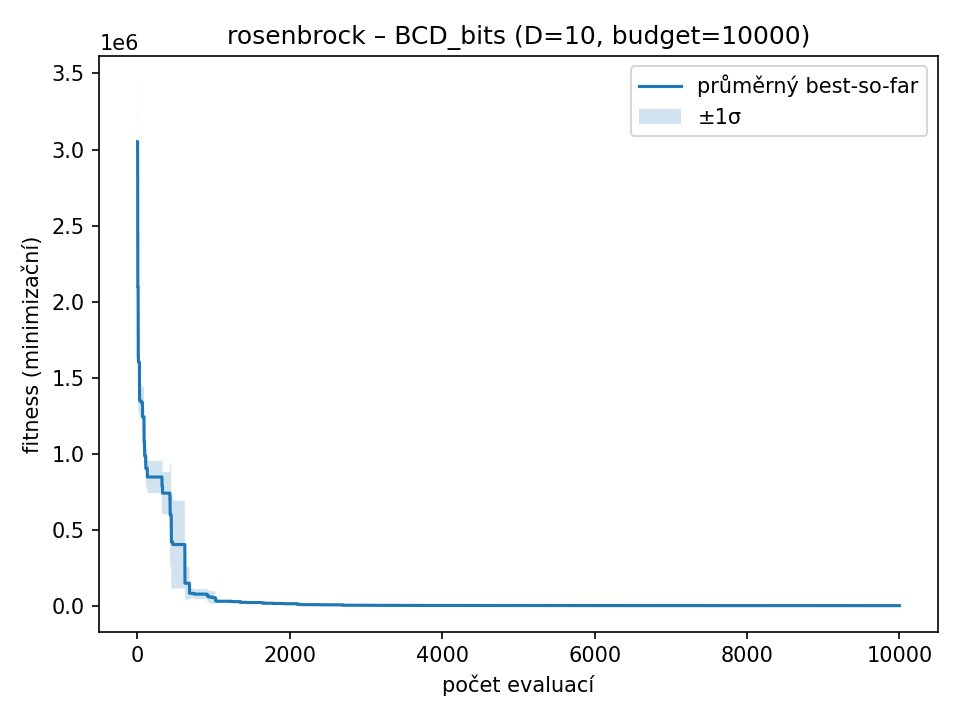 rosenbrock – BCD_bits (D=10, budget=10000)
1e6
průměrný best-so-far
±1σ
3.5
3.0
2.5
2.0
1.5
1.0
0.5
0.0
fitness (minimizační)
0 2000 4000 6000 8000 10000
počet evaluací